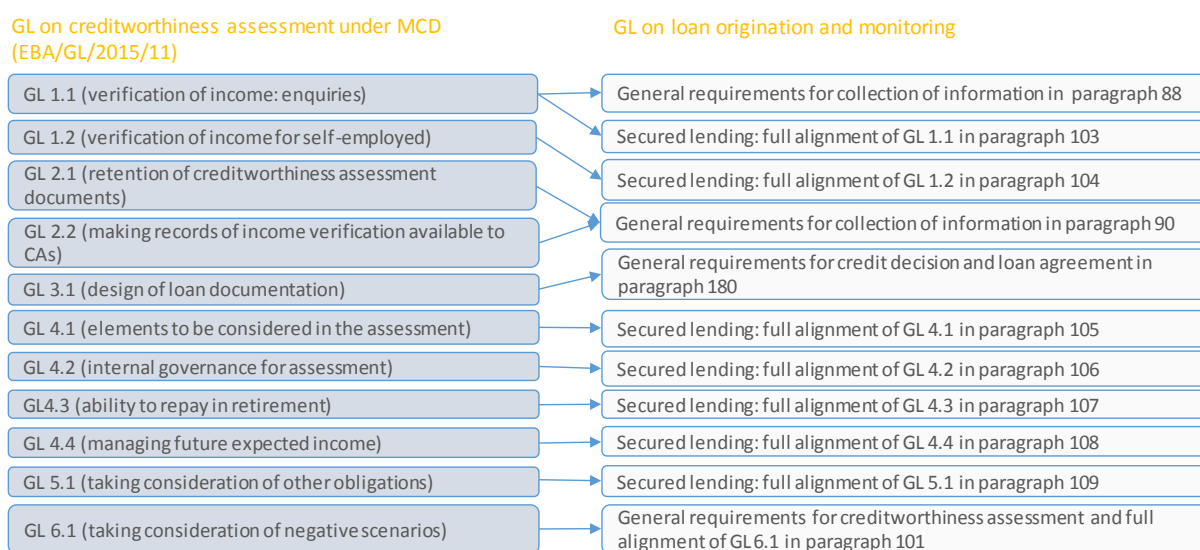 GL on creditworthiness assessment under MCD
(EBA/GL/2015/11)
GL on loan origination and monitoring
GL 1.1 (verification of income: enquiries)
General requirements for collection of information in paragraph 88
Secured lending: full alignment of GL 1.1 in paragraph 103
GL 1.2 (verification of income for self-employed)
Secured lending: full alignment of GL 1.2 in paragraph 104
GL 2.1 (retention of creditworthiness assessment
documents)
GL 2.2 (making records of income verification available to
CAs)
General requirements for collection of information in paragraph 90
GL 3.1 (design of loan documentation)
General requirements for credit decision and loan agreement in
paragraph 180
GL 4.1 (elements to be considered in the assessment)
Secured lending: full alignment of GL 4.1 in paragraph 105
GL 4.2 (internal governance for assessment)
Secured lending: full alignment of GL 4.2 in paragraph 106
GL4.3 (ability to repay in retirement)
Secured lending: full alignment of GL 4.3 in paragraph 107
GL 4.4 (managing future expected income)
Secured lending: full alignment of GL 4.4 in paragraph 108
GL 5.1 (taking consideration of other obligations)
Secured lending: full alignment of GL 5.1 in paragraph 109
GL 6.1 (taking consideration of negative scenarios)
General requirements for creditworthiness assessment and full
alignment of GL6.1 in paragraph 101